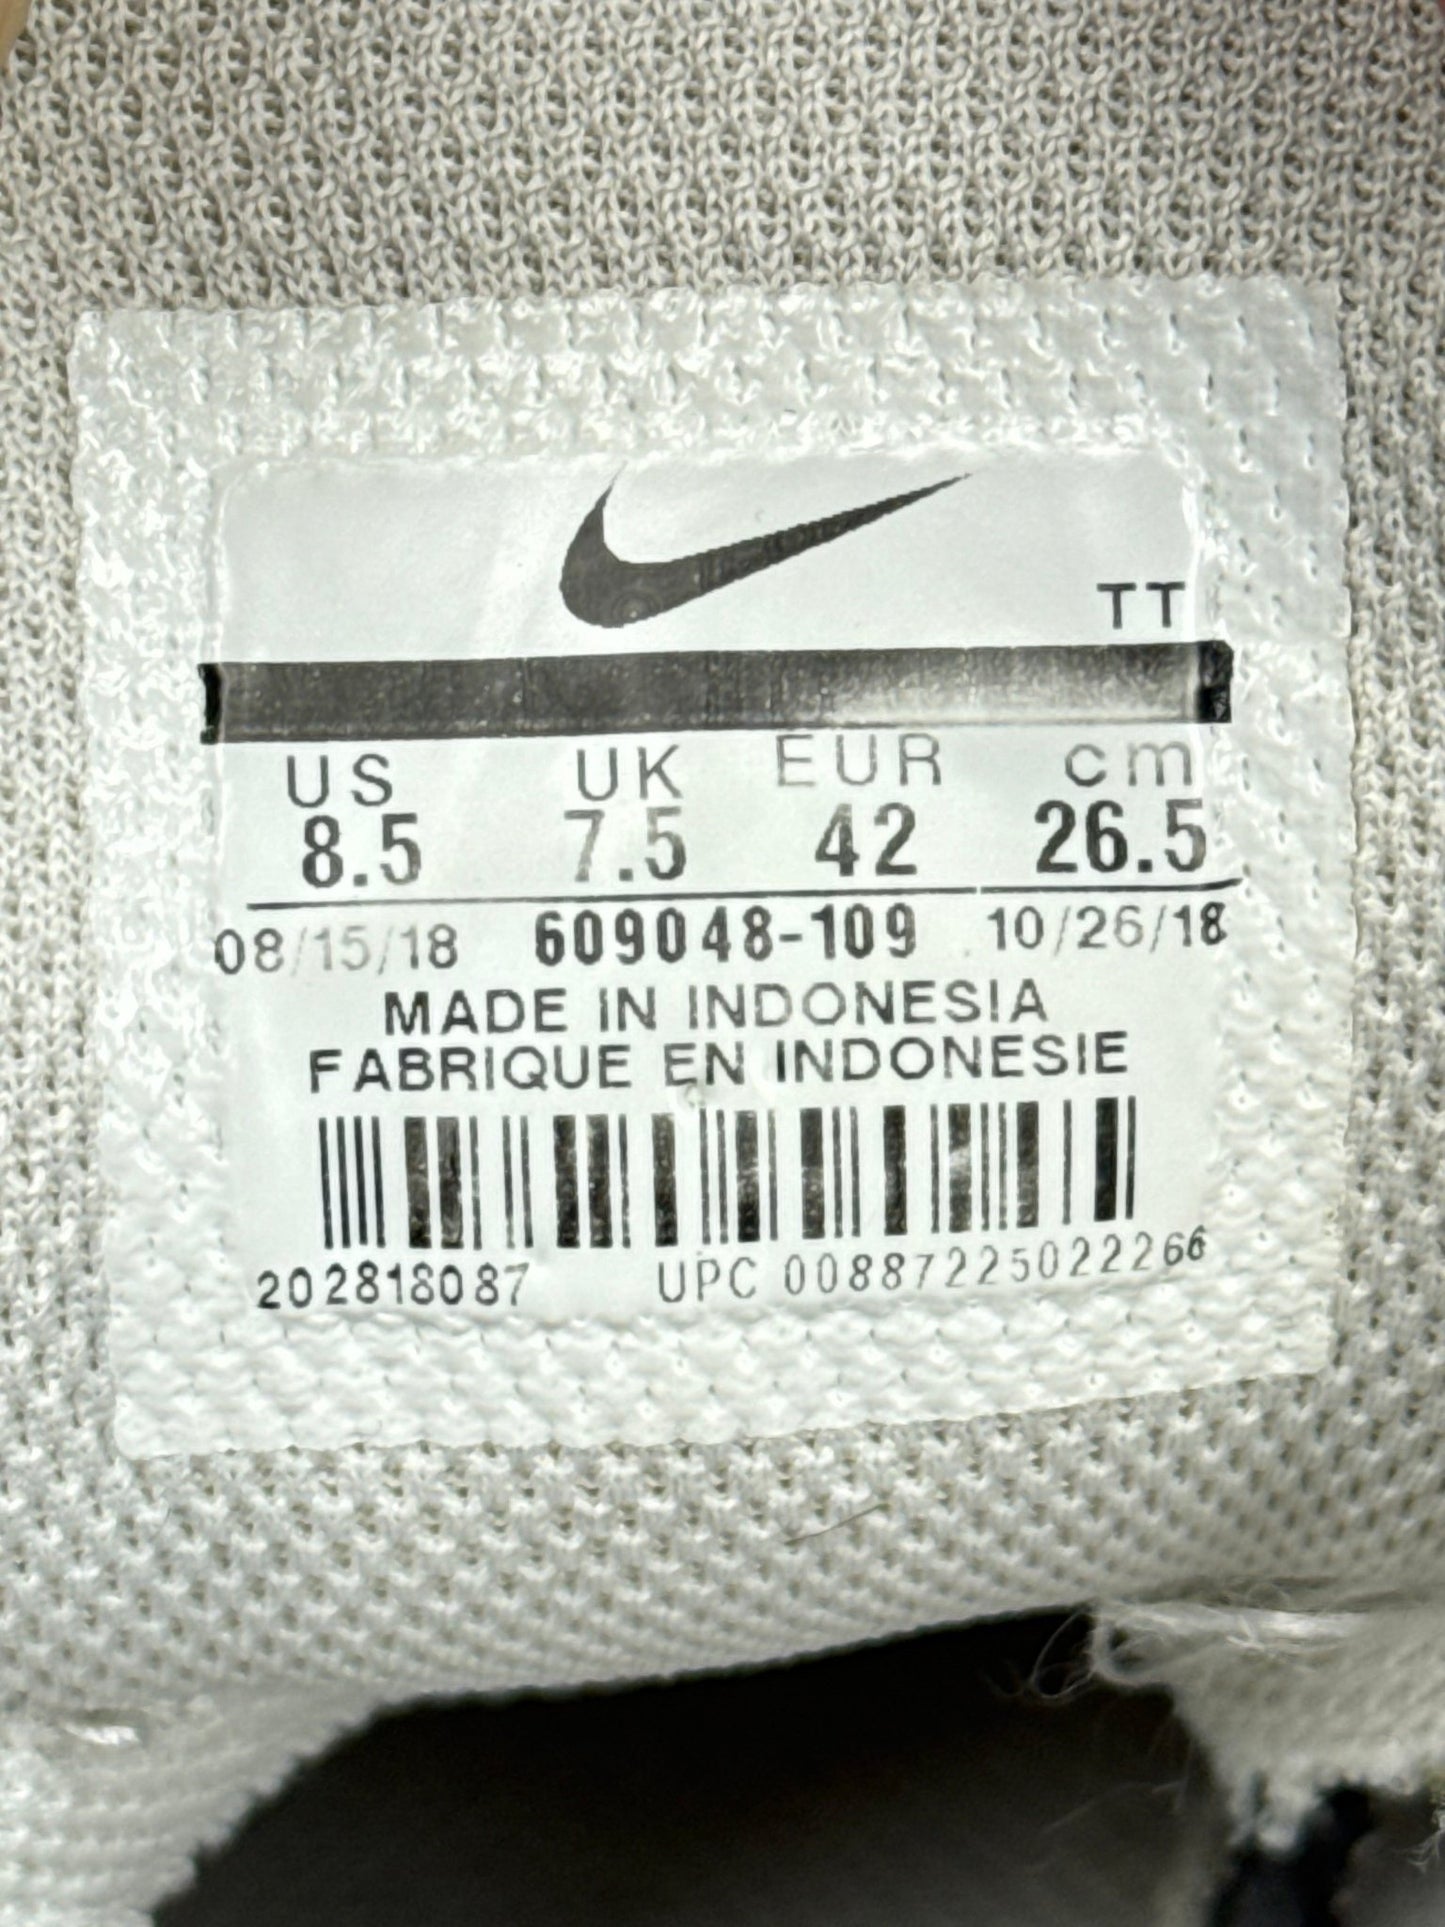 TT
US UK EUR cm
8.5 7.5 42 26.5
08/15/18 609048-109 10/26/18
MADE IN INDONESIA
FABRIQUE EN INDONESIE
202818087 UPC 00887225022266